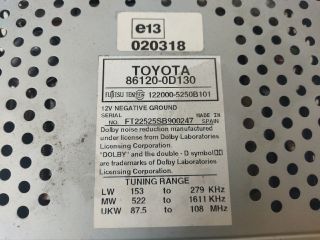 e13
020318
TOYOTA
86120-0D130
FUJITSU TEN 122000-5250B101
12V NEGATIVE GROUND
SERIAL MADE IN
NO. FT22525SB900247 SPAIN
Dolby noise reduction manufactured
under license from Dolby Laboratories
Licensing Corporation.
"DOLBY" and the double - D symbol
are trademarks of Dolby Laboratories
Licensing Corporation.
TUNING RANGE
LW 153 to 279 KHz
MW 522 to 1611 KHz
UKW 87.5 to 108 MHz